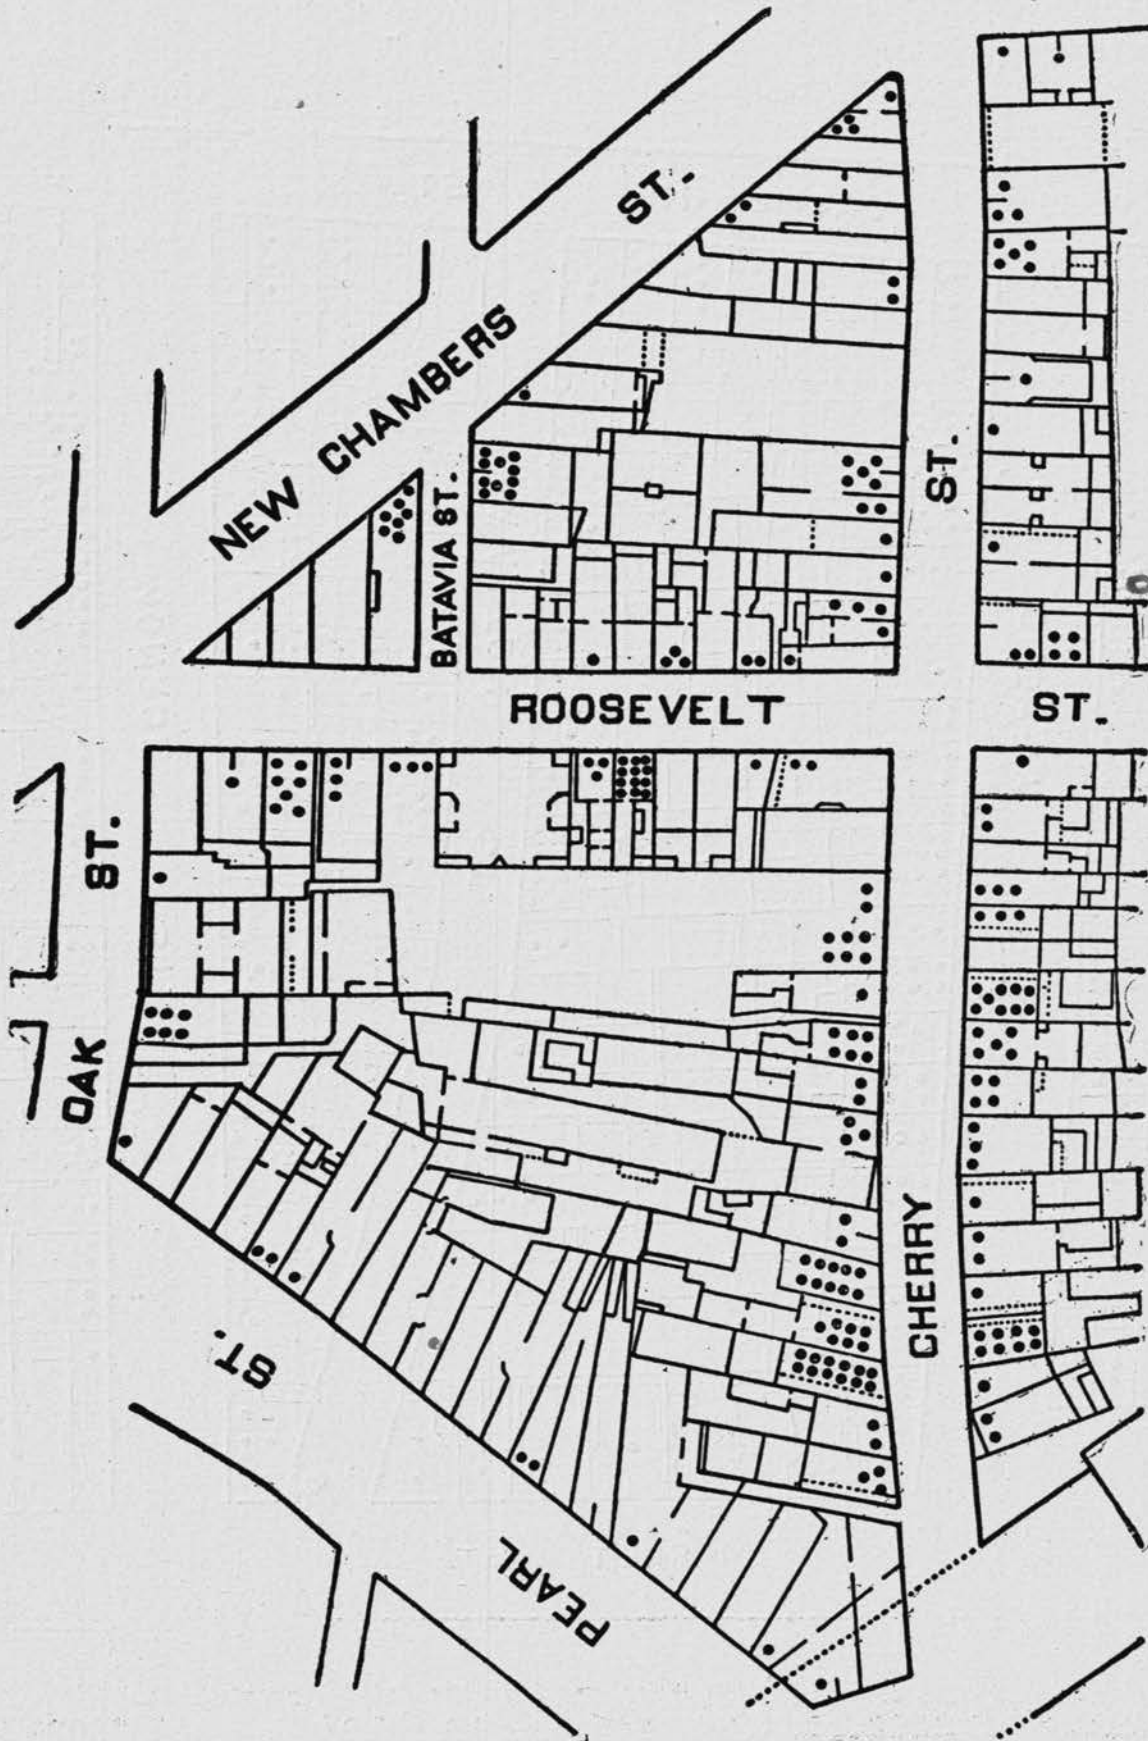 NEW CHAMBERS ST.
BATAVIA ST.
ROOSEVELT ST.
OAK ST.
CHERRY ST.
PEARL ST.